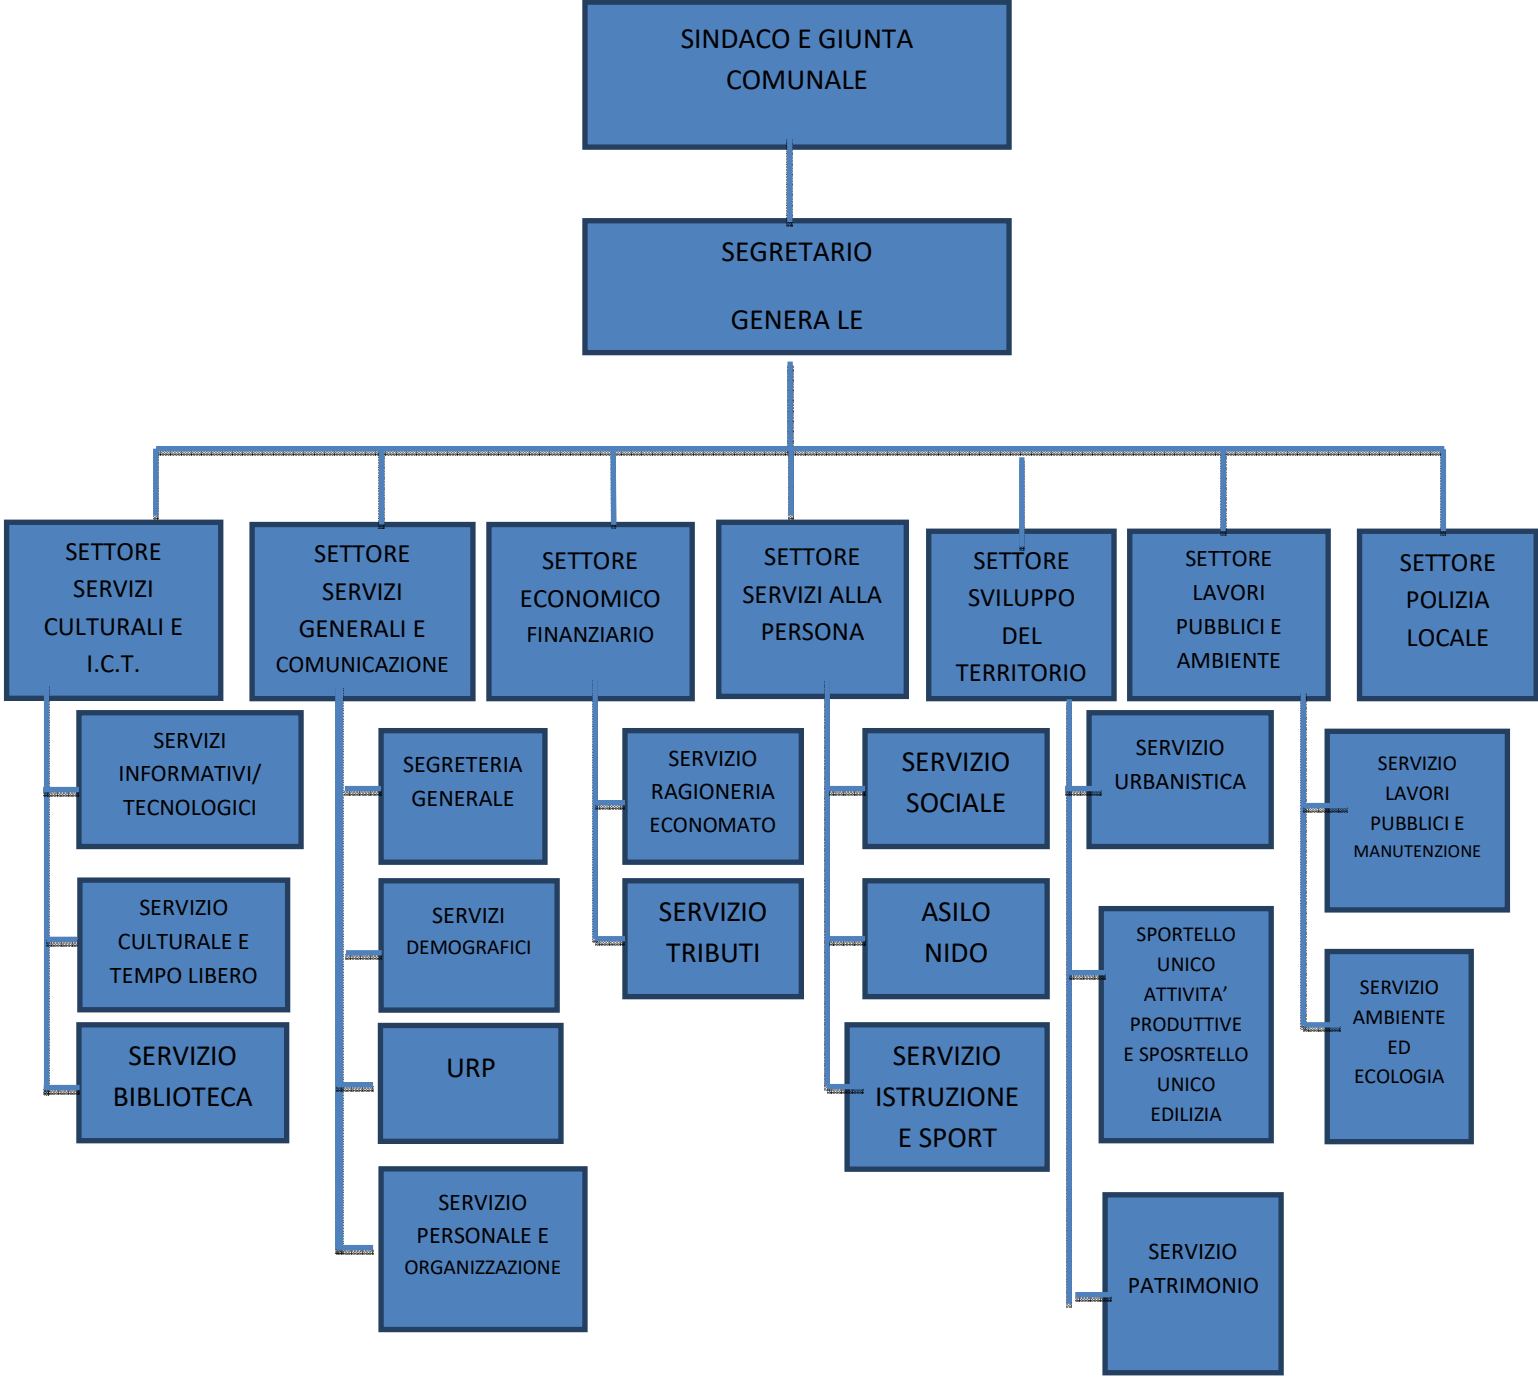 SINDACO E GIUNTA
COMUNALE
SEGRETARIO
GENERA LE
SETTORE
SERVIZI
CULTURALI E
I.C.T.
SETTORE
SERVIZI
GENERALI E
COMUNICAZIONE
SETTORE
ECONOMICO
FINANZIARIO
SETTORE
SERVIZI ALLA
PERSONA
SETTORE
SVILUPPO
DEL
TERRITORIO
SETTORE
LAVORI
PUBBLICI E
AMBIENTE
SETTORE
POLIZIA
LOCALE
SERVIZI
INFORMATIVI/
TECNOLOGICI
SERVIZIO
CULTURALE E
TEMPO LIBERO
SERVIZIO
BIBLIOTECA
SEGRETERIA
GENERALE
SERVIZI
DEMOGRAFICI
URP
SERVIZIO
PERSONALE E
ORGANIZZAZIONE
SERVIZIO
RAGIONERIA
ECONOMATO
SERVIZIO
TRIBUTI
SERVIZIO
SOCIALE
ASILO
NIDO
SERVIZIO
ISTRUZIONE
E SPORT
SERVIZIO
URBANISTICA
SPORTELLO
UNICO
ATTIVITA’
PRODUTTIVE
E SPOSRTELLO
UNICO
EDILIZIA
SERVIZIO
PATRIMONIO
SERVIZIO
LAVORI
PUBBLICI E
MANUTENZIONE
SERVIZIO
AMBIENTE
ED
ECOLOGIA